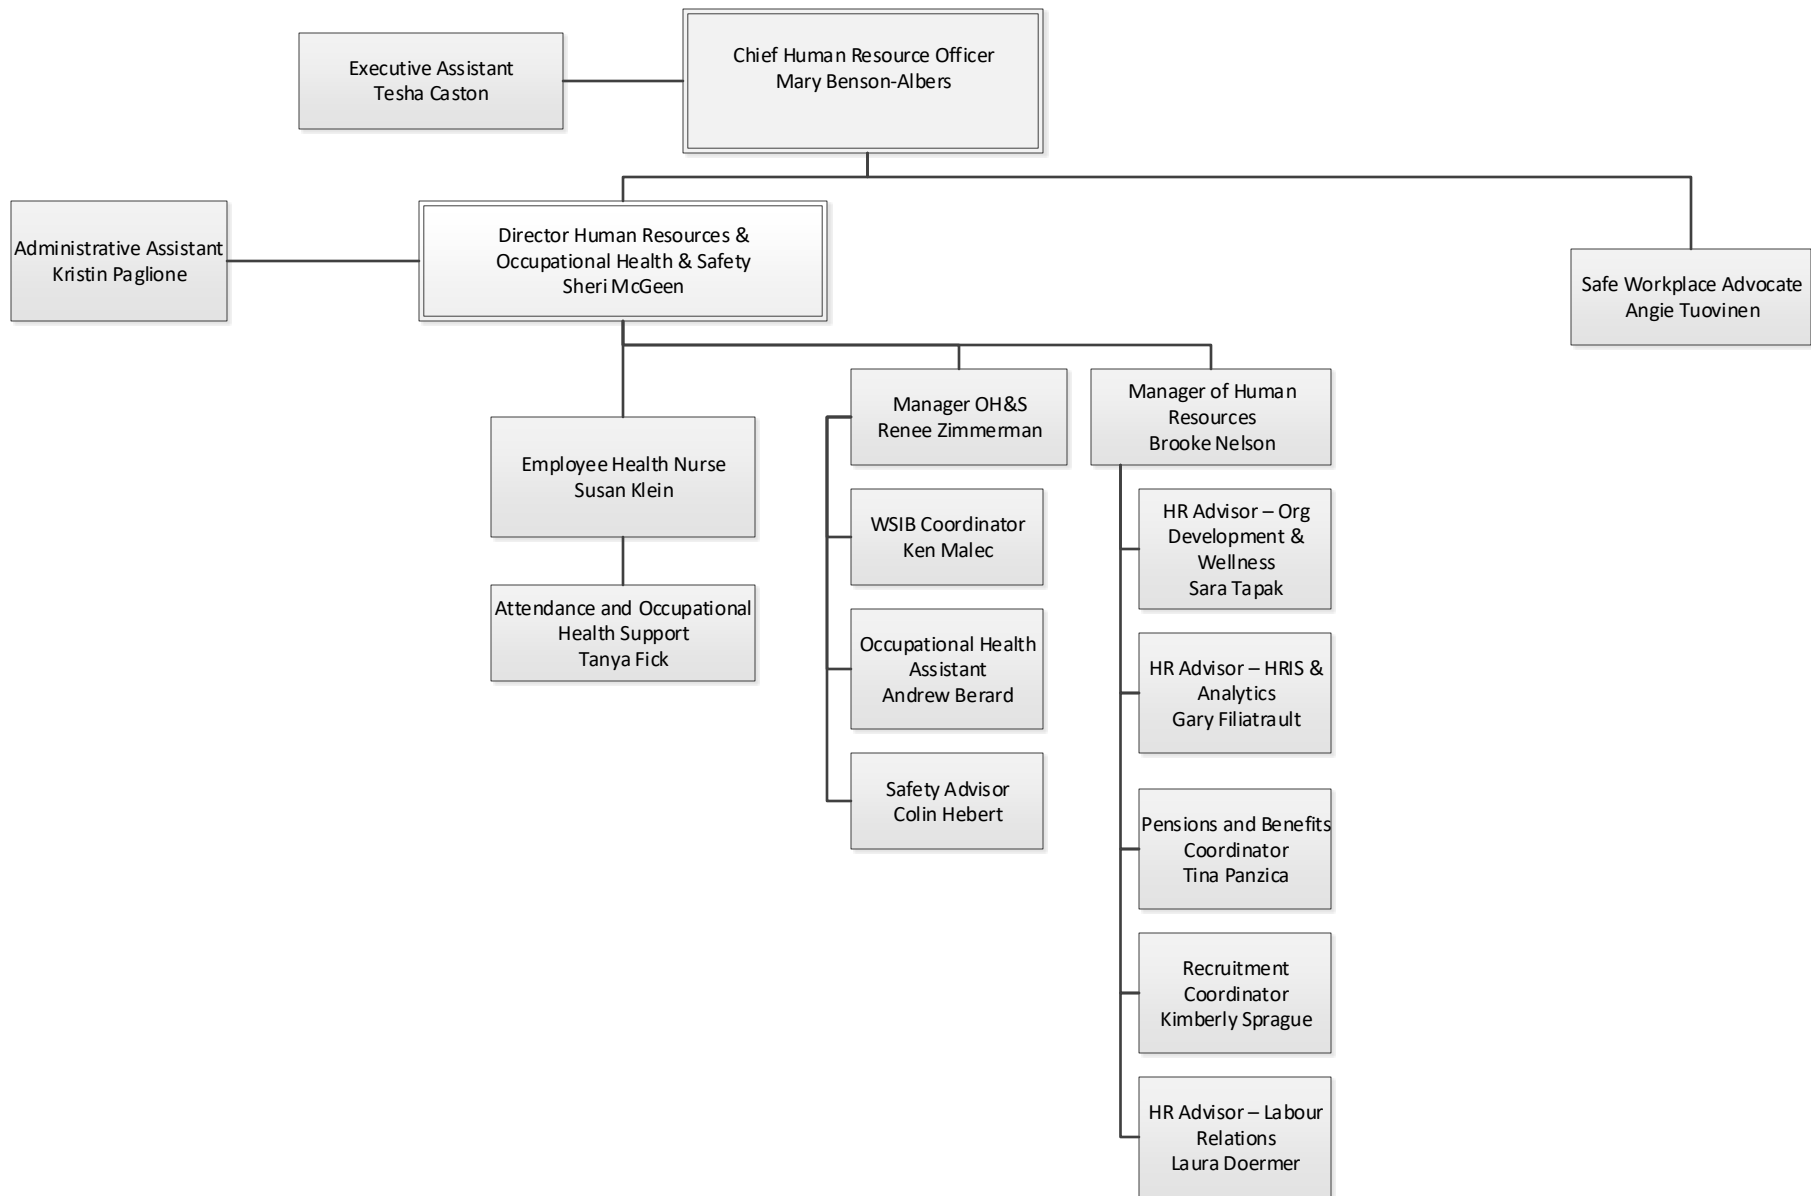 Executive Assistant
Tesha Caston
Chief Human Resource Officer
Mary Benson-Albers
Administrative Assistant
Kristin Paglione
Director Human Resources &
Occupational Health & Safety
Sheri McGeen
Safe Workplace Advocate
Angie Tuovinen
Employee Health Nurse
Susan Klein
Attendance and Occupational
Health Support
Tanya Fick
Manager OH&S
Renee Zimmerman
WSIB Coordinator
Ken Malec
Occupational Health
Assistant
Andrew Berard
Safety Advisor
Colin Hebert
Manager of Human
Resources
Brooke Nelson
HR Advisor – Org
Development &
Wellness
Sara Tapak
HR Advisor – HRIS &
Analytics
Gary Filiatrault
Pensions and Benefits
Coordinator
Tina Panzica
Recruitment
Coordinator
Kimberly Sprague
HR Advisor – Labour
Relations
Laura Doermer